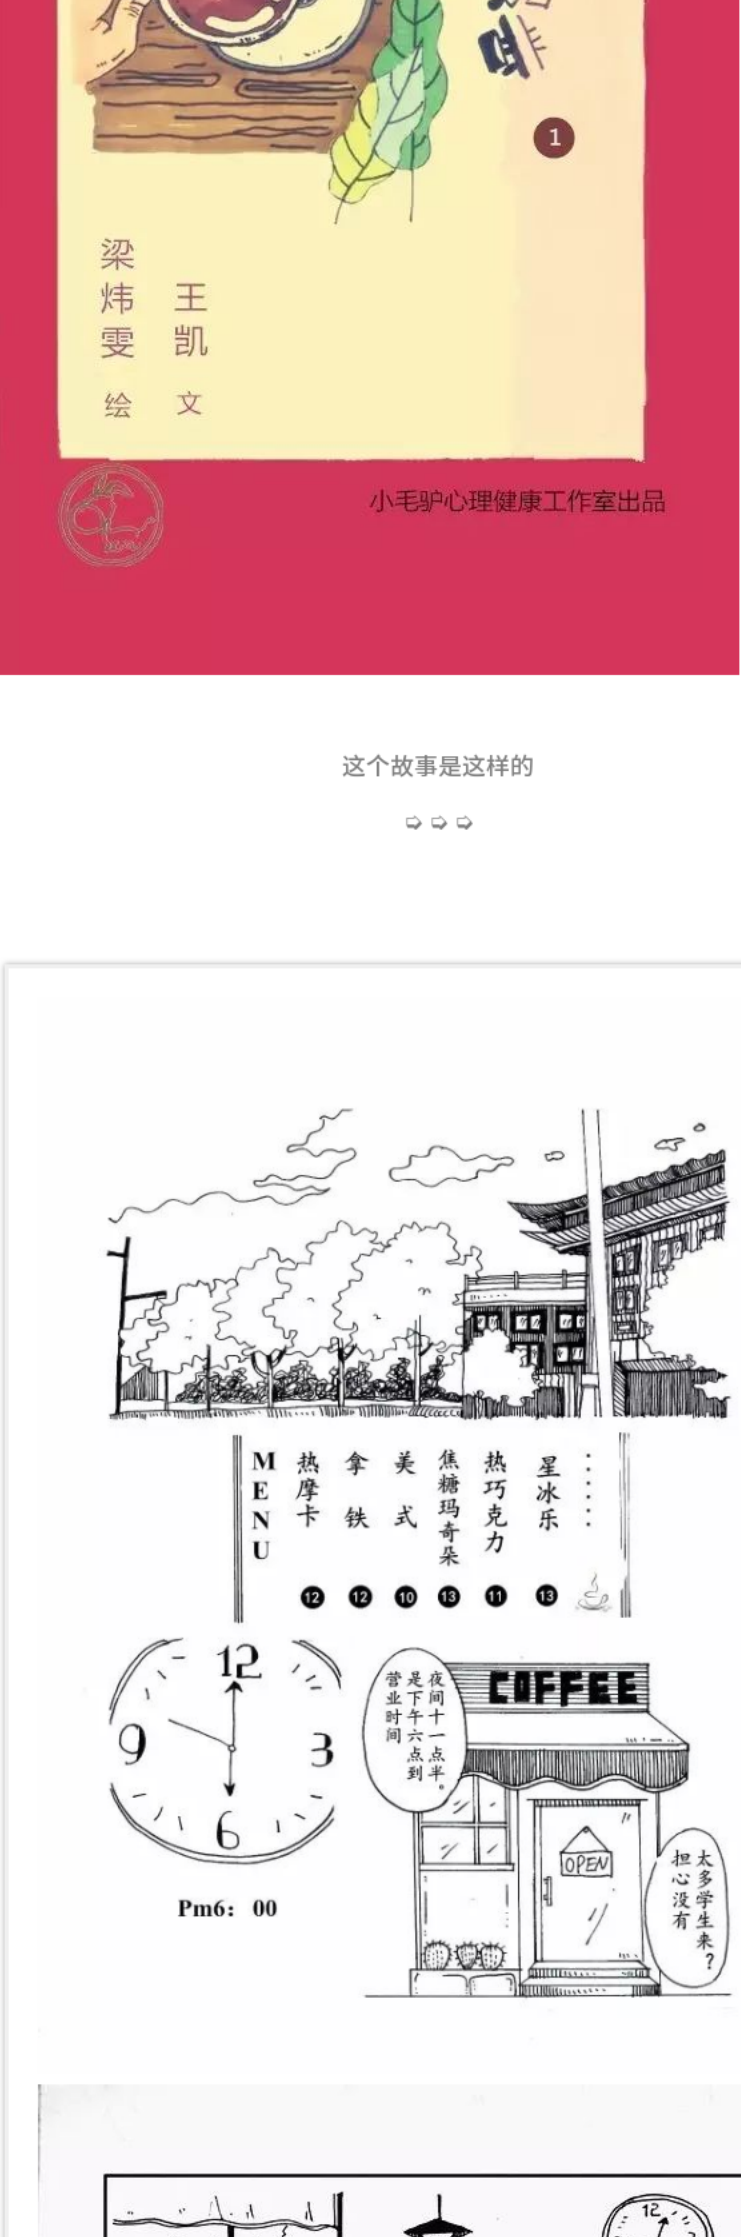 1
王凯 文
梁炜雯 绘
小毛驴心理健康工作室出品
这个故事是这样的
➩ ➩ ➩
MENU
热摩卡 12
拿铁 12
美式 10
焦糖玛奇朵 13
热巧克力 11
星冰乐 13
……
12
3
6
9
Pm6：00
COFFEE
营业时间
是下午六点到
夜间十一点半。
OPEN
担心没有
太多学生来？
12